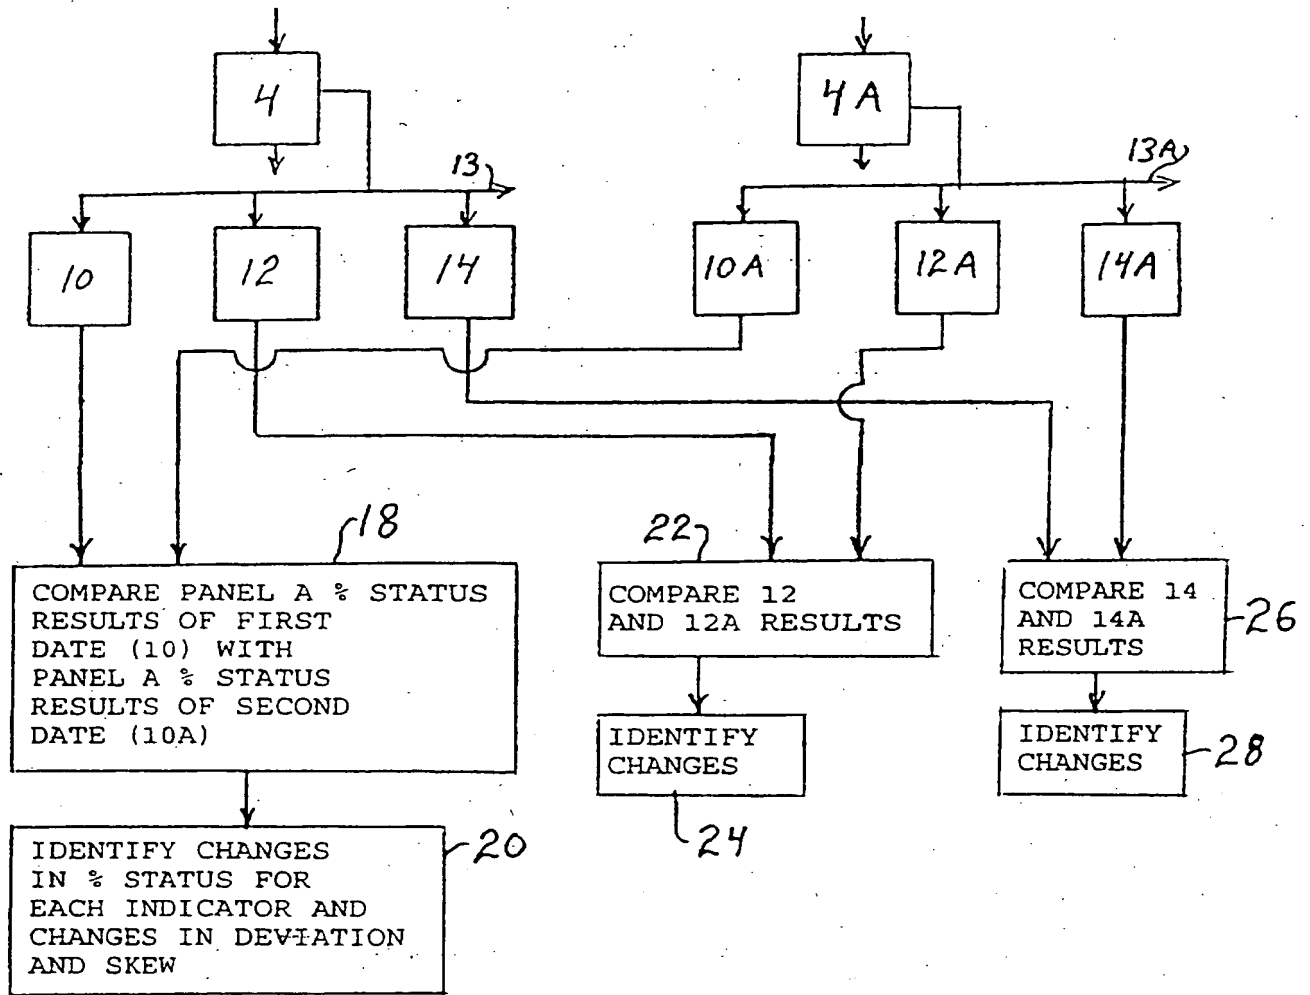 4
4A
13
13A
10
12
14
10A
12A
14A
18
COMPARE PANEL A % STATUS
RESULTS OF FIRST
DATE (10) WITH
PANEL A % STATUS
RESULTS OF SECOND
DATE (10A)
22
COMPARE 12
AND 12A RESULTS
COMPARE 14
AND 14A
RESULTS
26
IDENTIFY
CHANGES
24
IDENTIFY
CHANGES
28
IDENTIFY CHANGES
IN % STATUS FOR
EACH INDICATOR AND
CHANGES IN DEVIATION
AND SKEW
20